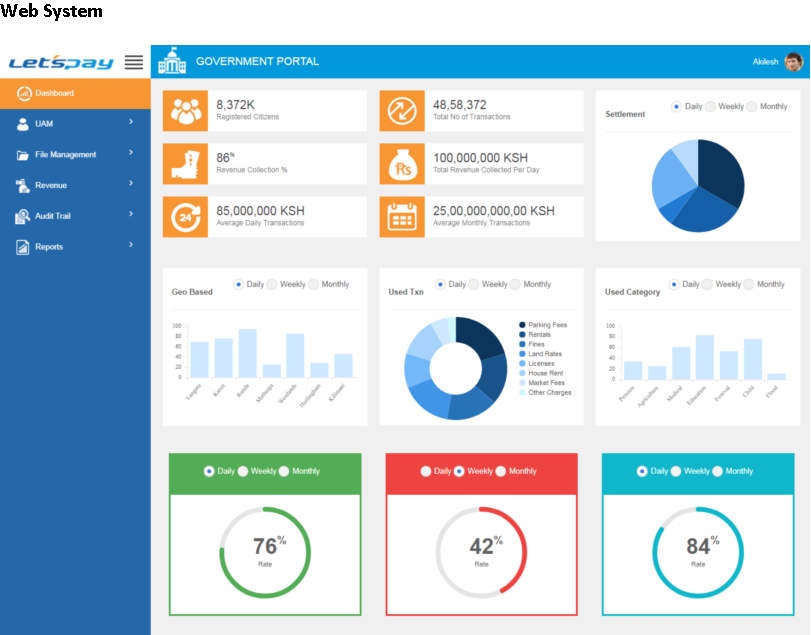 Web System
Let'spay
GOVERNMENT PORTAL
Akilesh
Dashboard
UAM
File Management
Revenue
Audit Trail
Reports
8,372K
Registered Citizens
48,58,372
Total No of Transactions
86%
Revenue Collection %
Rs
100,000,000 KSH
Total Revenue Collected Per Day
24
85,000,000 KSH
Average Daily Transactions
25,00,000,000,00 KSH
Average Monthly Transactions
Settlement
Daily Weekly Monthly
Geo Based
Daily Weekly Monthly
100
80
60
40
20
0
Langata
Karen
Ruaka
Muthaiga
Westlands
Hurlingham
Kilimani
Used Txn
Daily Weekly Monthly
Parking Fees
Rentals
Fines
Land Rates
Licenses
House Rent
Market Fees
Other Charges
Used Category
Daily Weekly Monthly
100
80
60
40
20
0
Pension
Agriculture
Medical
Education
Festival
Child
Flood
Daily Weekly Monthly
76%
Rate
Daily Weekly Monthly
42%
Rate
Daily Weekly Monthly
84%
Rate